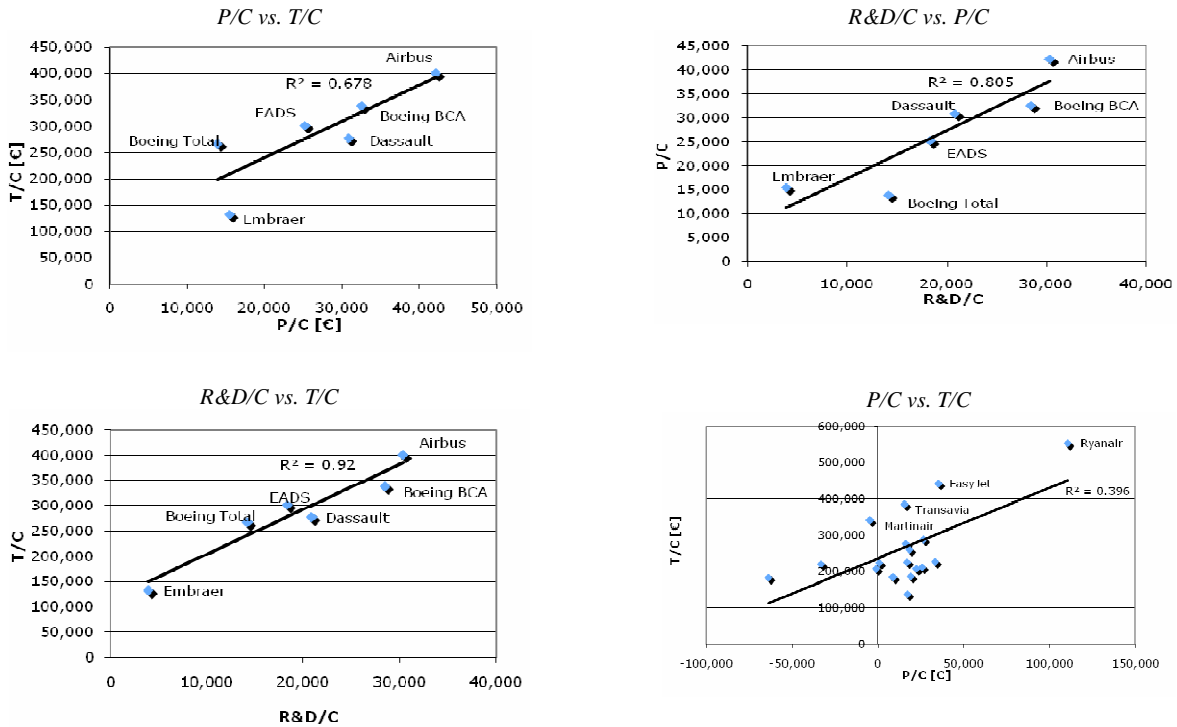 P/C vs. T/C
450,000
400,000
350,000
300,000
250,000
200,000
150,000
100,000
50,000
0
T/C [€]
R² = 0.678
Airbus
EADS
Boeing BCA
Boeing Total
Dassault
Lmbraer
0 10,000 20,000 30,000 40,000 50,000
P/C [€]
R&D/C vs. P/C
45,000
40,000
35,000
30,000
25,000
20,000
15,000
10,000
5,000
0
P/C
R² = 0.805
Airbus
Dassault
Boeing BCA
EADS
Lmbraer
Boeing Total
0 10,000 20,000 30,000 40,000
R&D/C
R&D/C vs. T/C
450,000
400,000
350,000
300,000
250,000
200,000
150,000
100,000
50,000
0
T/C
R² = 0.92
Airbus
EADS
Boeing BCA
Boeing Total
Dassault
Embraer
0 10,000 20,000 30,000 40,000
R&D/C
P/C vs. T/C
600,000
500,000
400,000
300,000
200,000
100,000
0
T/C [€]
Ryanair
EasyJet
R² = 0.396
Transavia
Martinair
-100,000 -50,000 0 50,000 100,000 150,000
P/C [€]